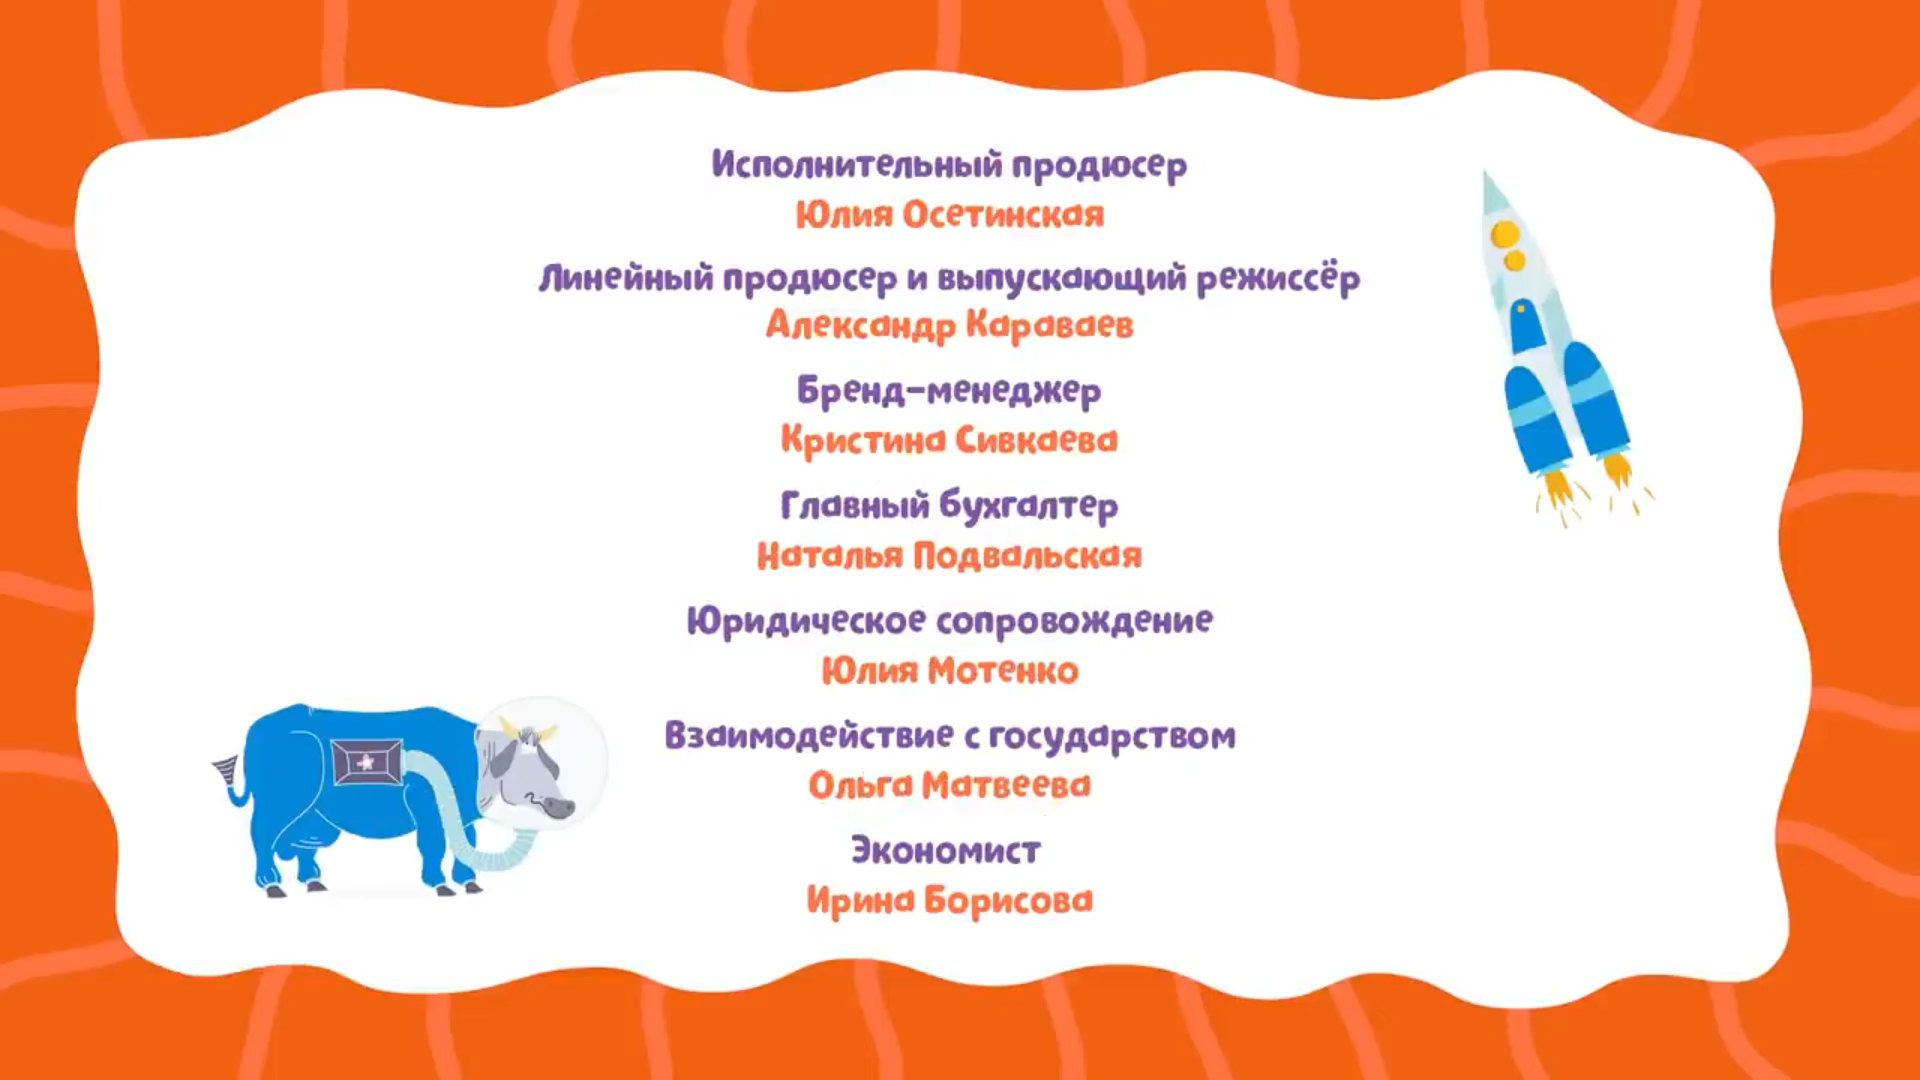 Исполнительный продюсер
Юлия Осетинская
Линейный продюсер и выпускающий режиссёр
Александр Караваев
Бренд-менеджер
Кристина Сивкаева
Главный бухгалтер
Наталья Подвальская
Юридическое сопровождение
Юлия Мотенко
Взаимодействие с государством
Ольга Матвеева
Экономист
Ирина Борисова